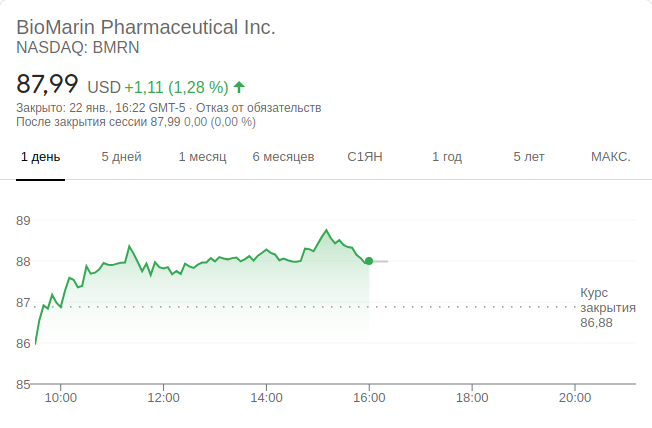 BioMarin Pharmaceutical Inc.
NASDAQ: BMRN
87,99 USD +1,11 (1,28 %)
Закрыто: 22 янв., 16:22 GMT-5 · Отказ от обязательств
После закрытия сессии 87,99 0,00 (0,00 %)
1 день 5 дней 1 месяц 6 месяцев С1ЯН 1 год 5 лет МАКС.
89
88
87
Курс
закрытия
86,88
86
85
10:00 12:00 14:00 16:00 18:00 20:00